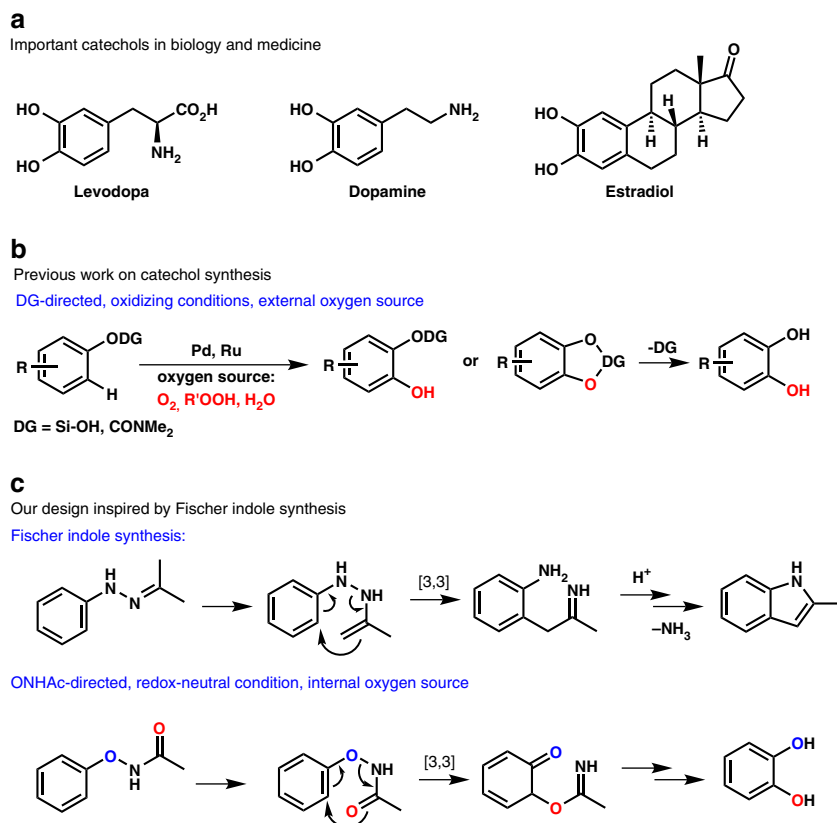 a
Important catechols in biology and medicine
HO
HO
CO2H
NH2
Levodopa
HO
HO
NH2
Dopamine
O
H
H
H
HO
HO
Estradiol
b
Previous work on catechol synthesis
DG-directed, oxidizing conditions, external oxygen source
R
ODG
H
Pd, Ru
oxygen source:
O2, R'OOH, H2O
R
ODG
OH
or
R
O
DG
O
-DG
R
OH
OH
DG = Si-OH, CONMe2
c
Our design inspired by Fischer indole synthesis
Fischer indole synthesis:
H
N
N
H
N
NH
[3,3]
NH2
NH
H+
–NH3
H
N
ONHAc-directed, redox-neutral condition, internal oxygen source
O
O
N
H
O
NH
O
[3,3]
O
NH
O
OH
OH